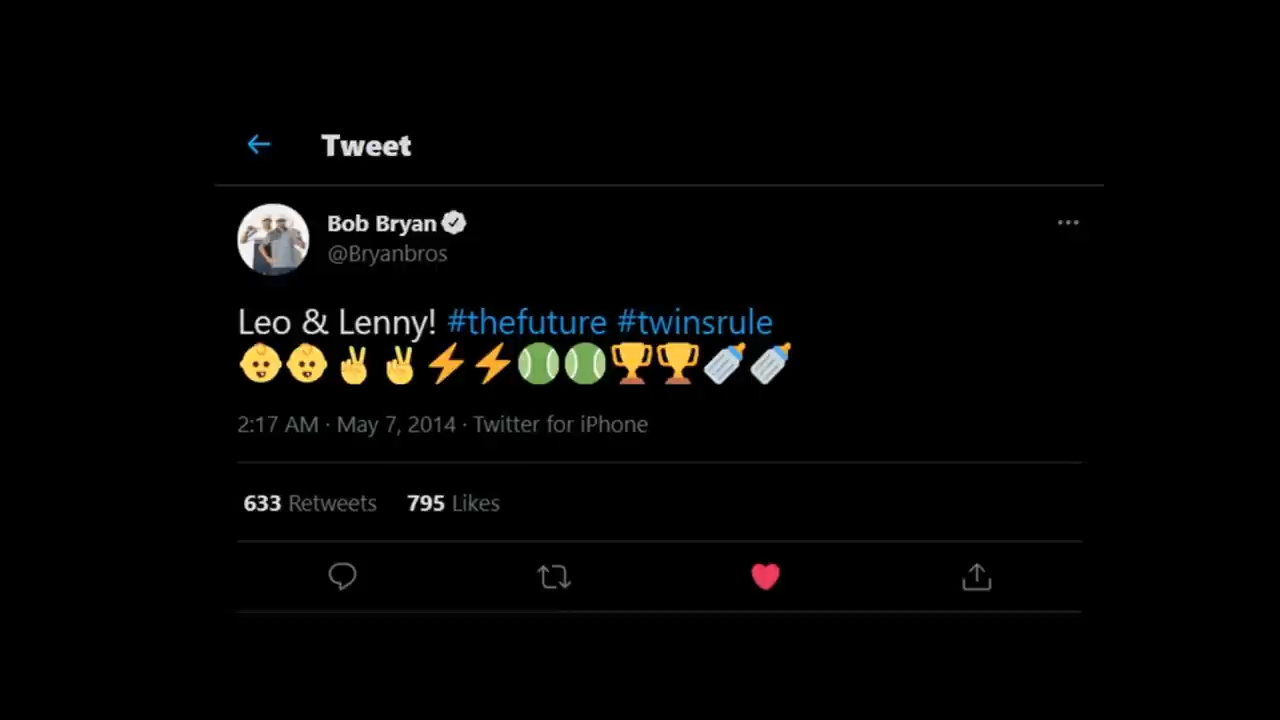 Tweet
Bob Bryan
@Bryanbros
Leo & Lenny! #thefuture #twinsrule
👶👶✌️✌️⚡⚡🎾🎾🏆🏆🍼🍼
2:17 AM · May 7, 2014 · Twitter for iPhone
633 Retweets 795 Likes